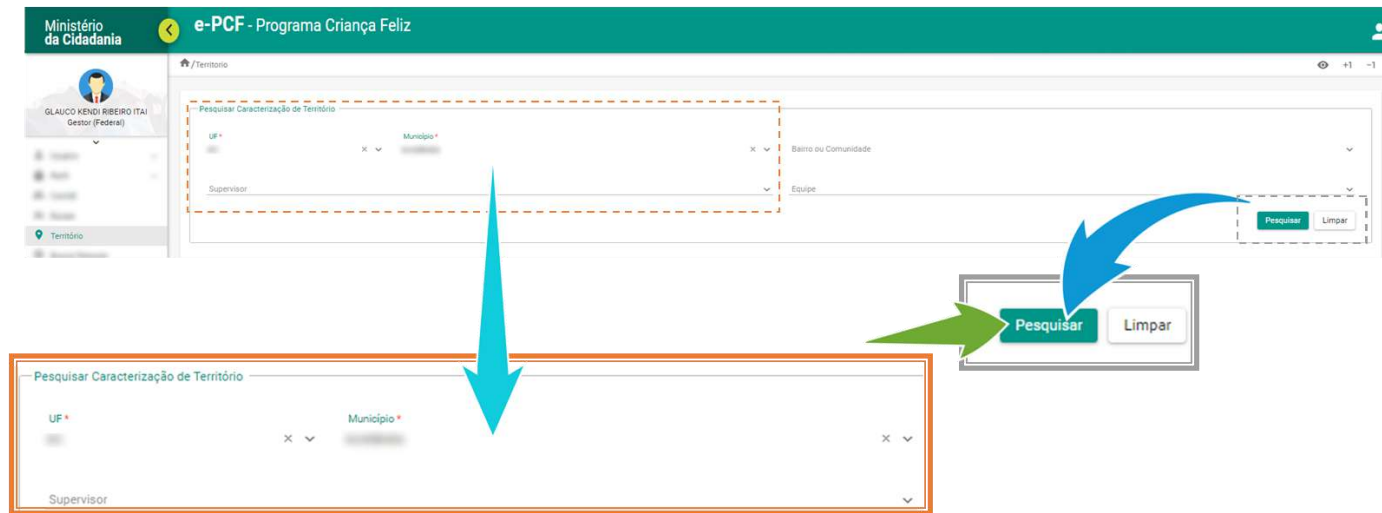 Ministério
da Cidadania
e-PCF - Programa Criança Feliz
/Territorio
+1 -1
GLAUCO KENDI RIBEIRO ITAI
Gestor (Federal)
Território
Pesquisar Caracterização de Território
UF *
Município *
Bairro ou Comunidade
Supervisor
Equipe
Pesquisar Limpar
Pesquisar Limpar
Pesquisar Caracterização de Território
UF * Município *
Supervisor